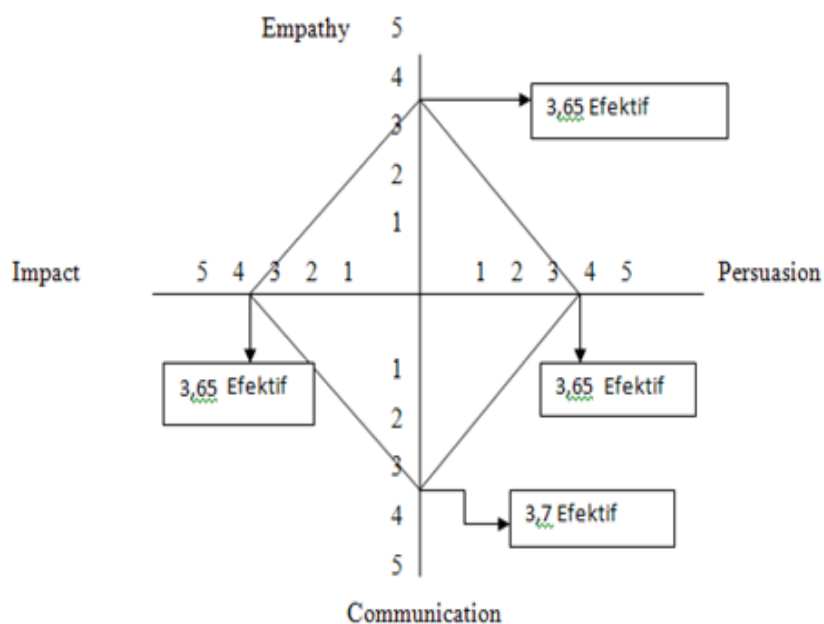 Empathy 5
4
3,65 Efektif
3
2
1
Impact 5 4 3 2 1 1 2 3 4 5 Persuasion
1
3,65 Efektif
3,65 Efektif
2
3
4
3,7 Efektif
5
Communication